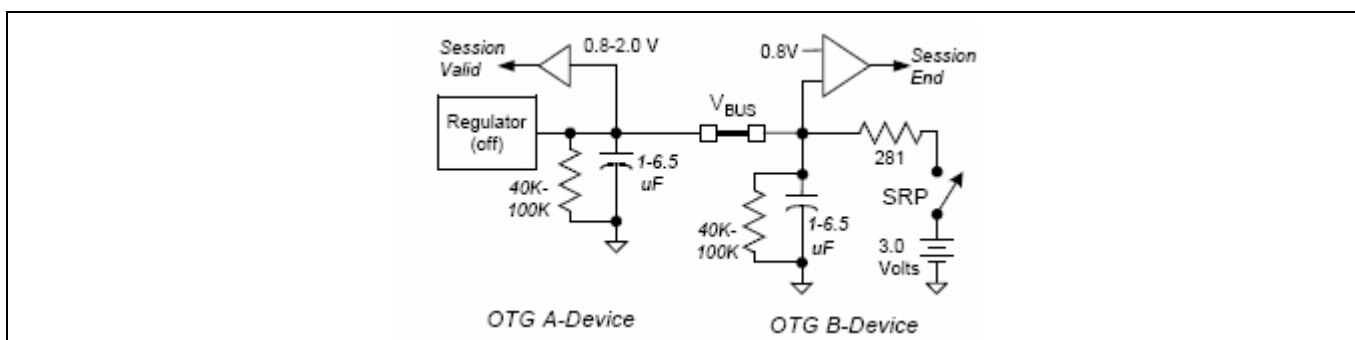 Session
Valid
0.8-2.0 V
0.8V
Session
End
VBUS
Regulator
(off)
40K-
100K
1-6.5
uF
40K-
100K
1-6.5
uF
281
SRP
3.0
Volts
OTG A-Device
OTG B-Device